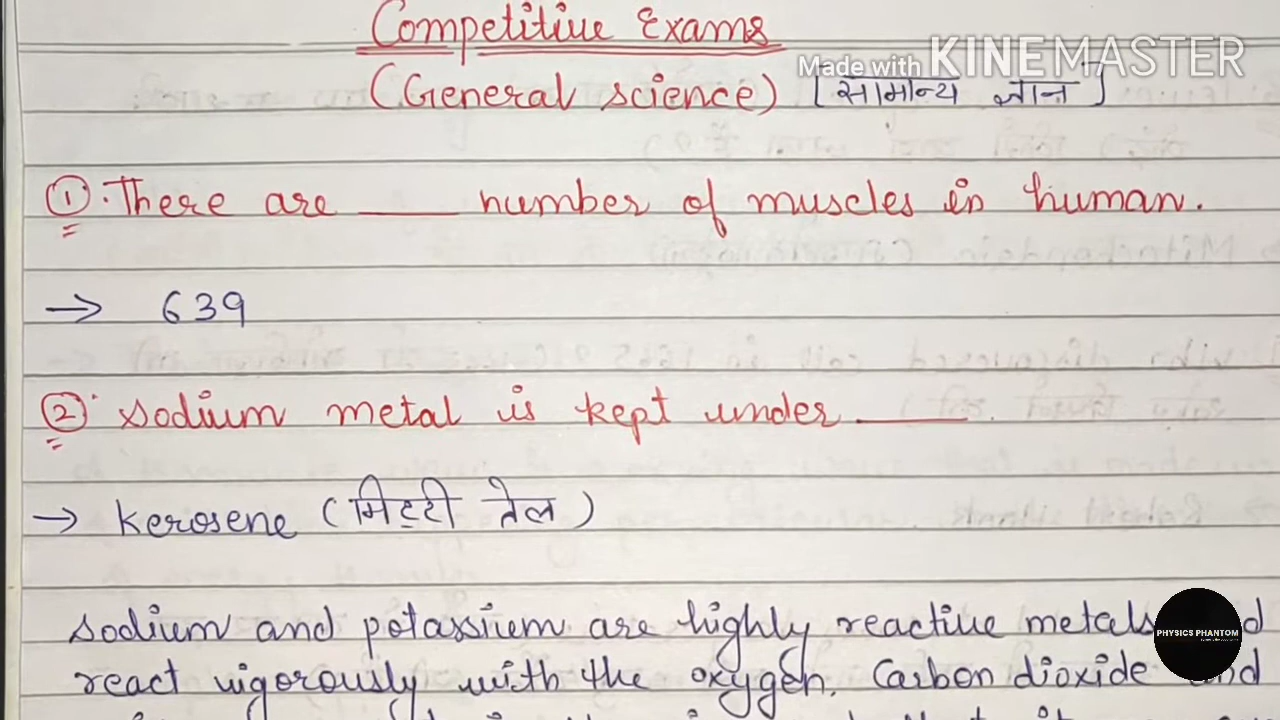 Competitive Exams
Made with KINEMASTER
(General science) [सामान्य ज्ञान]
① There are ____ number of muscles in human.
→ 639
② Sodium metal is kept under ____
→ Kerosene (मिटटी तेल)
sodium and potassium are highly reactive metals
PHYSICS PHANTOM
react vigorously with the oxygen. Carbon dioxide and